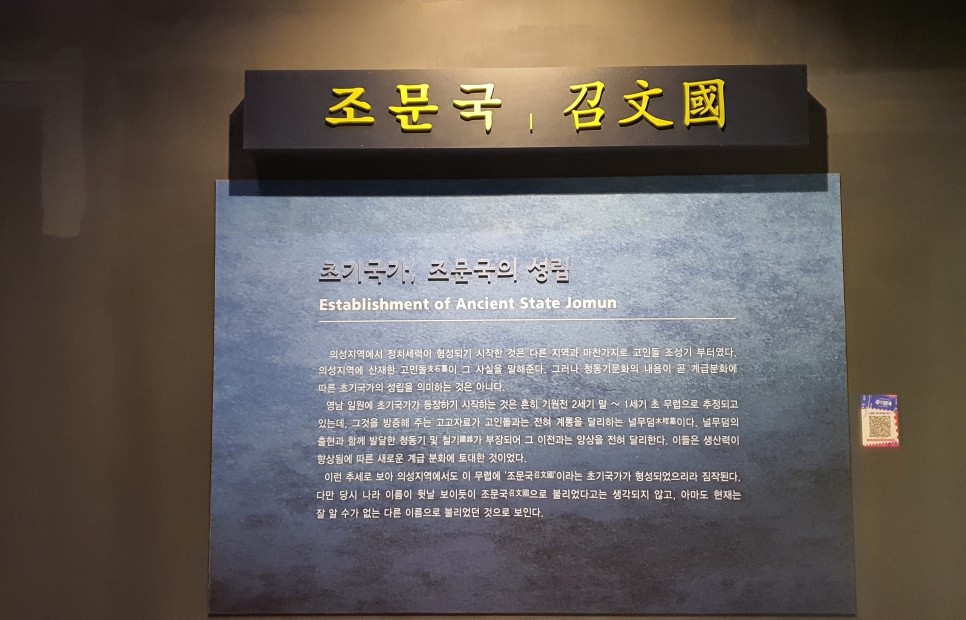 조문국 | 召文國
초기국가, 조문국의 성립
Establishment of Ancient State Jomun
의성지역에서 정치세력이 형성되기 시작한 것은 다른 지역과 마찬가지로 고인돌 조성기 부터였다.
의성지역에 산재한 고인돌支石墓이 그 사실을 말해준다. 그러나 청동기문화의 내용이 곧 계급분화에
따른 초기국가의 성립을 의미하는 것은 아니다.
영남 일원에 초기국가가 등장하기 시작하는 것은 흔히 기원전 2세기 말 ~ 1세기 초 무렵으로 추정되고
있는데, 그것을 방증해 주는 고고자료가 고인돌과는 전혀 계통을 달리하는 널무덤木棺墓이다. 널무덤의
출현과 함께 발달한 청동기 및 철기鐵器가 부장되어 그 이전과는 양상을 전혀 달리한다. 이들은 생산력이
향상됨에 따른 새로운 계급 분화에 토대한 것이었다.
이런 추세로 보아 의성지역에서도 이 무렵에 '조문국召文國'이라는 초기국가가 형성되었으리라 짐작된다.
다만 당시 나라 이름이 뒷날 보이듯이 조문국召文國으로 불리었다고는 생각되지 않고, 아마도 현재는
잘 알 수가 없는 다른 이름으로 불리었던 것으로 보인다.